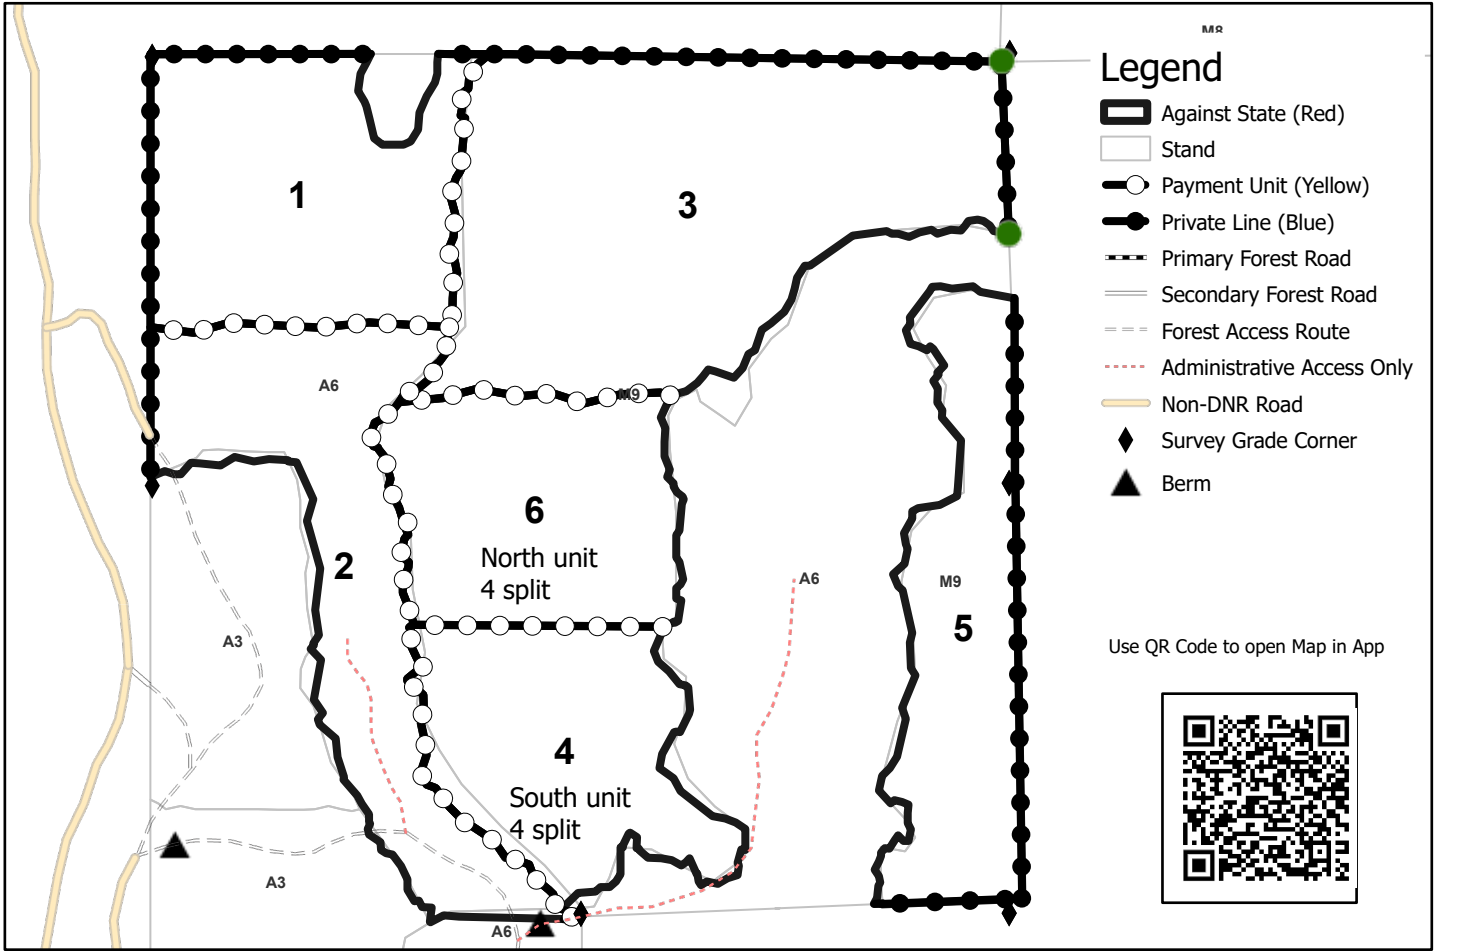 M8
Legend
Against State (Red)
Stand
Payment Unit (Yellow)
Private Line (Blue)
Primary Forest Road
Secondary Forest Road
Forest Access Route
Administrative Access Only
Non-DNR Road
Survey Grade Corner
Berm
1
3
A6
M9
6
North unit
4 split
2
A6
M9
5
A3
Use QR Code to open Map in App
4
South unit
4 split
A3
A6